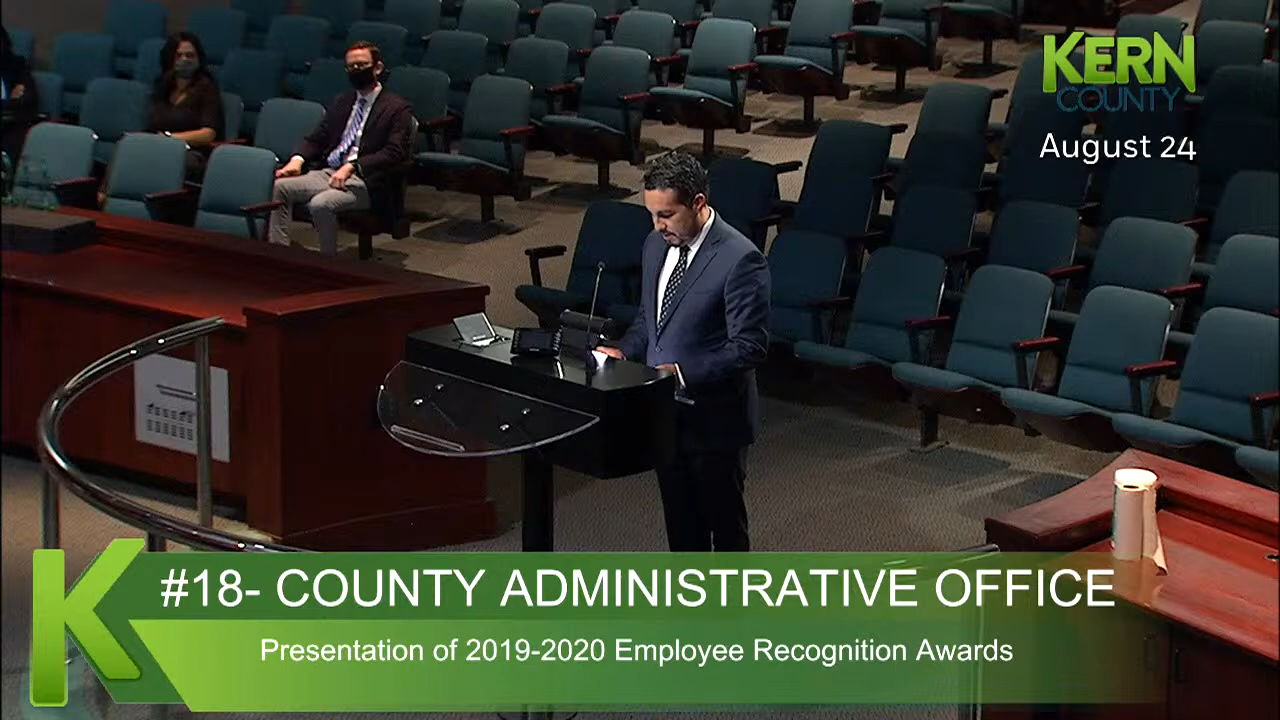 KERN
COUNTY
August 24
#18- COUNTY ADMINISTRATIVE OFFICE
Presentation of 2019-2020 Employee Recognition Awards